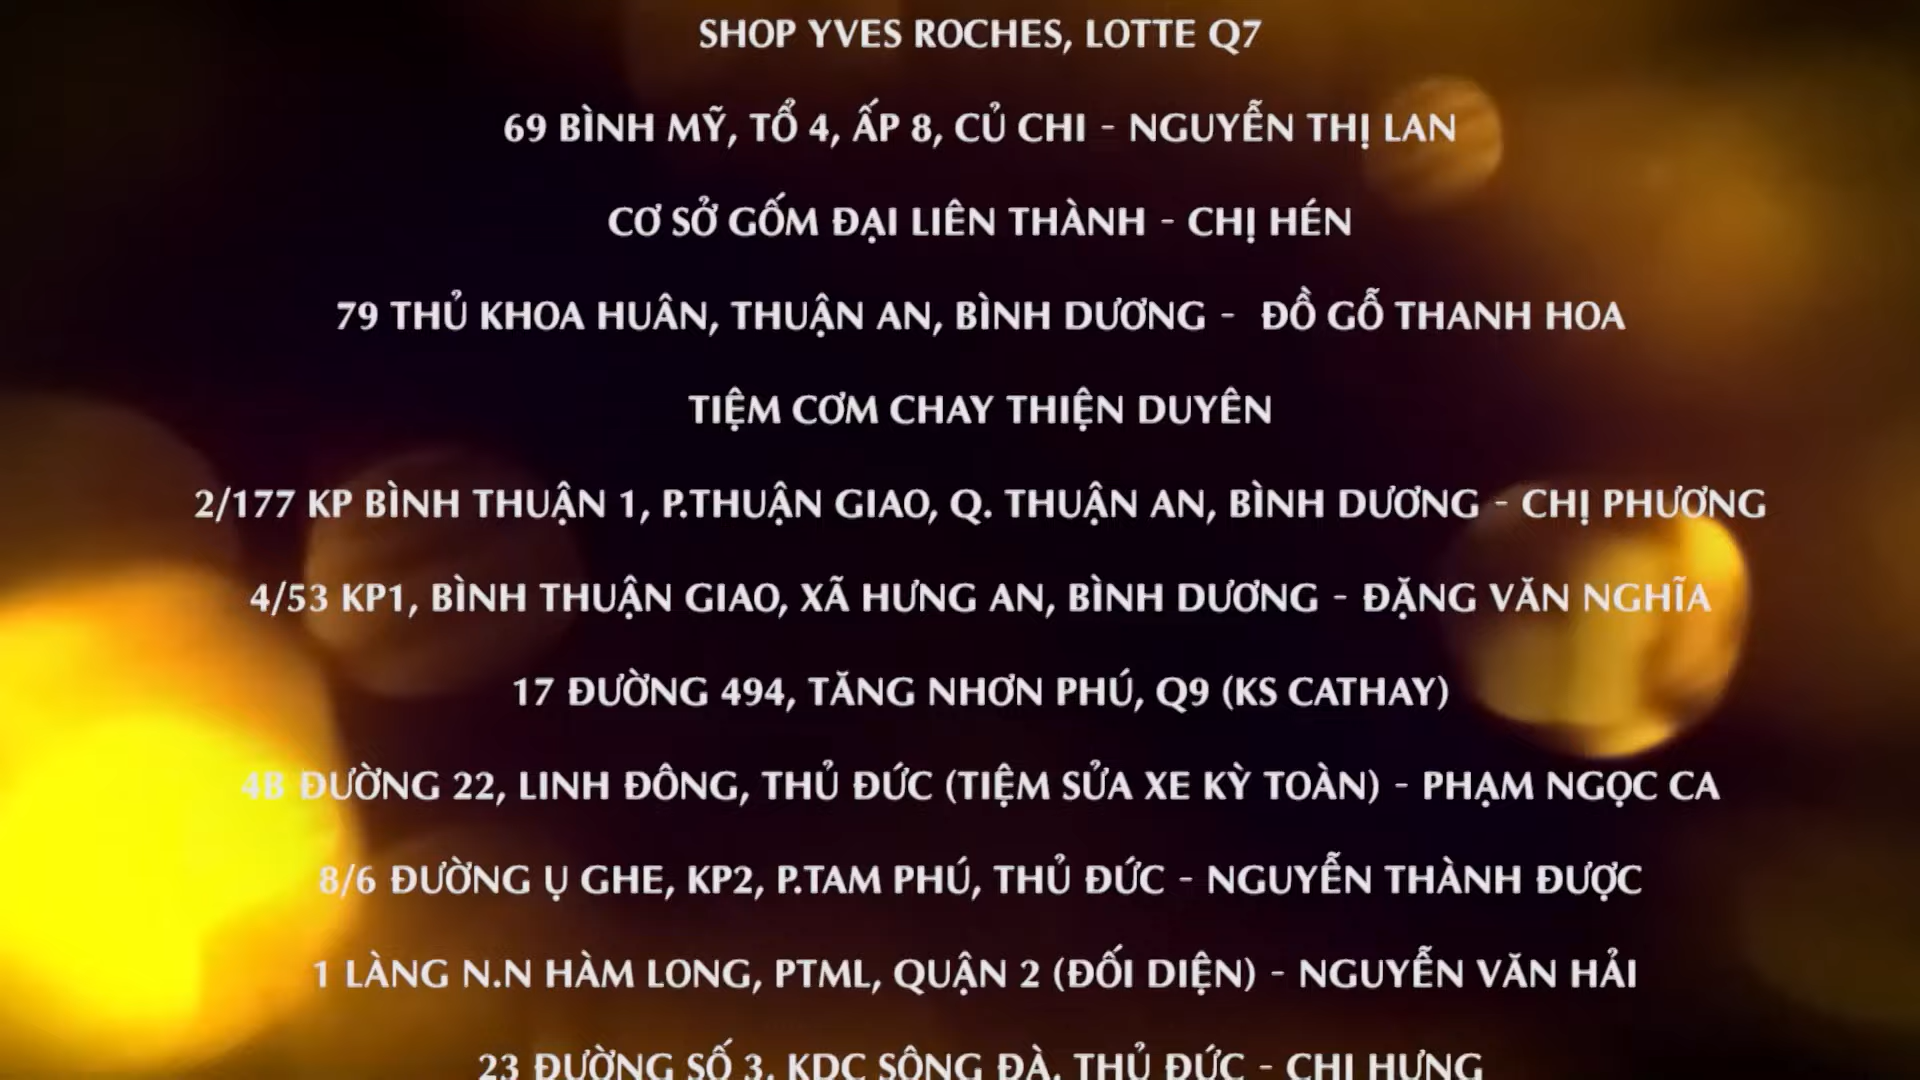 SHOP YVES ROCHES, LOTTE Q7
69 BÌNH MỸ, TỔ 4, ẤP 8, CỦ CHI - NGUYỄN THỊ LAN
CƠ SỞ GỐM ĐẠI LIÊN THÀNH - CHỊ HÉN
79 THỦ KHOA HUÂN, THUẬN AN, BÌNH DƯƠNG - ĐỒ GỖ THANH HOA
TIỆM CƠM CHAY THIỆN DUYÊN
2/177 KP BÌNH THUẬN 1, P.THUẬN GIAO, Q. THUẬN AN, BÌNH DƯƠNG - CHỊ PHƯƠNG
4/53 KP1, BÌNH THUẬN GIAO, XÃ HƯNG AN, BÌNH DƯƠNG - ĐẶNG VĂN NGHĨA
17 ĐƯỜNG 494, TĂNG NHƠN PHÚ, Q9 (KS CATHAY)
4B ĐƯỜNG 22, LINH ĐÔNG, THỦ ĐỨC (TIỆM SỬA XE KỲ TOÀN) - PHẠM NGỌC CA
8/6 ĐƯỜNG Ụ GHE, KP2, P.TAM PHÚ, THỦ ĐỨC - NGUYỄN THÀNH ĐƯỢC
1 LÀNG N.N HÀM LONG, PTML, QUẬN 2 (ĐỐI DIỆN) - NGUYỄN VĂN HẢI
23 ĐƯỜNG SỐ 3, KDC SÔNG ĐÀ, THỦ ĐỨC - CHỊ HƯNG